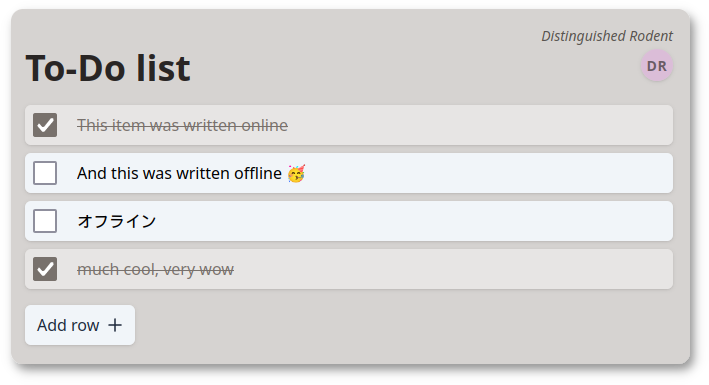 Distinguished Rodent
To-Do list
DR
This item was written online
And this was written offline 🥳
オフライン
much cool, very wow
Add row +